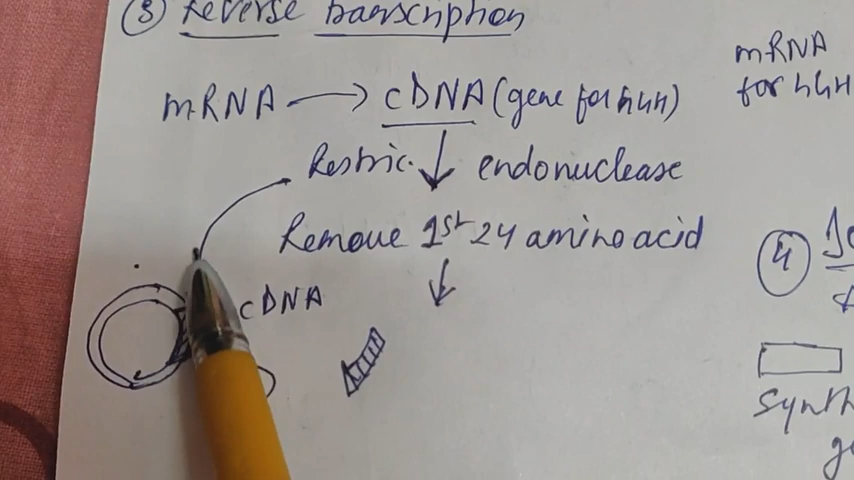 ③ Reverse transcription
mRNA → cDNA (gene for hGH)
Restric. ↓ endonuclease
Remove 1st 24 amino acid
↓
cDNA
mRNA
for hGH
④
Synth